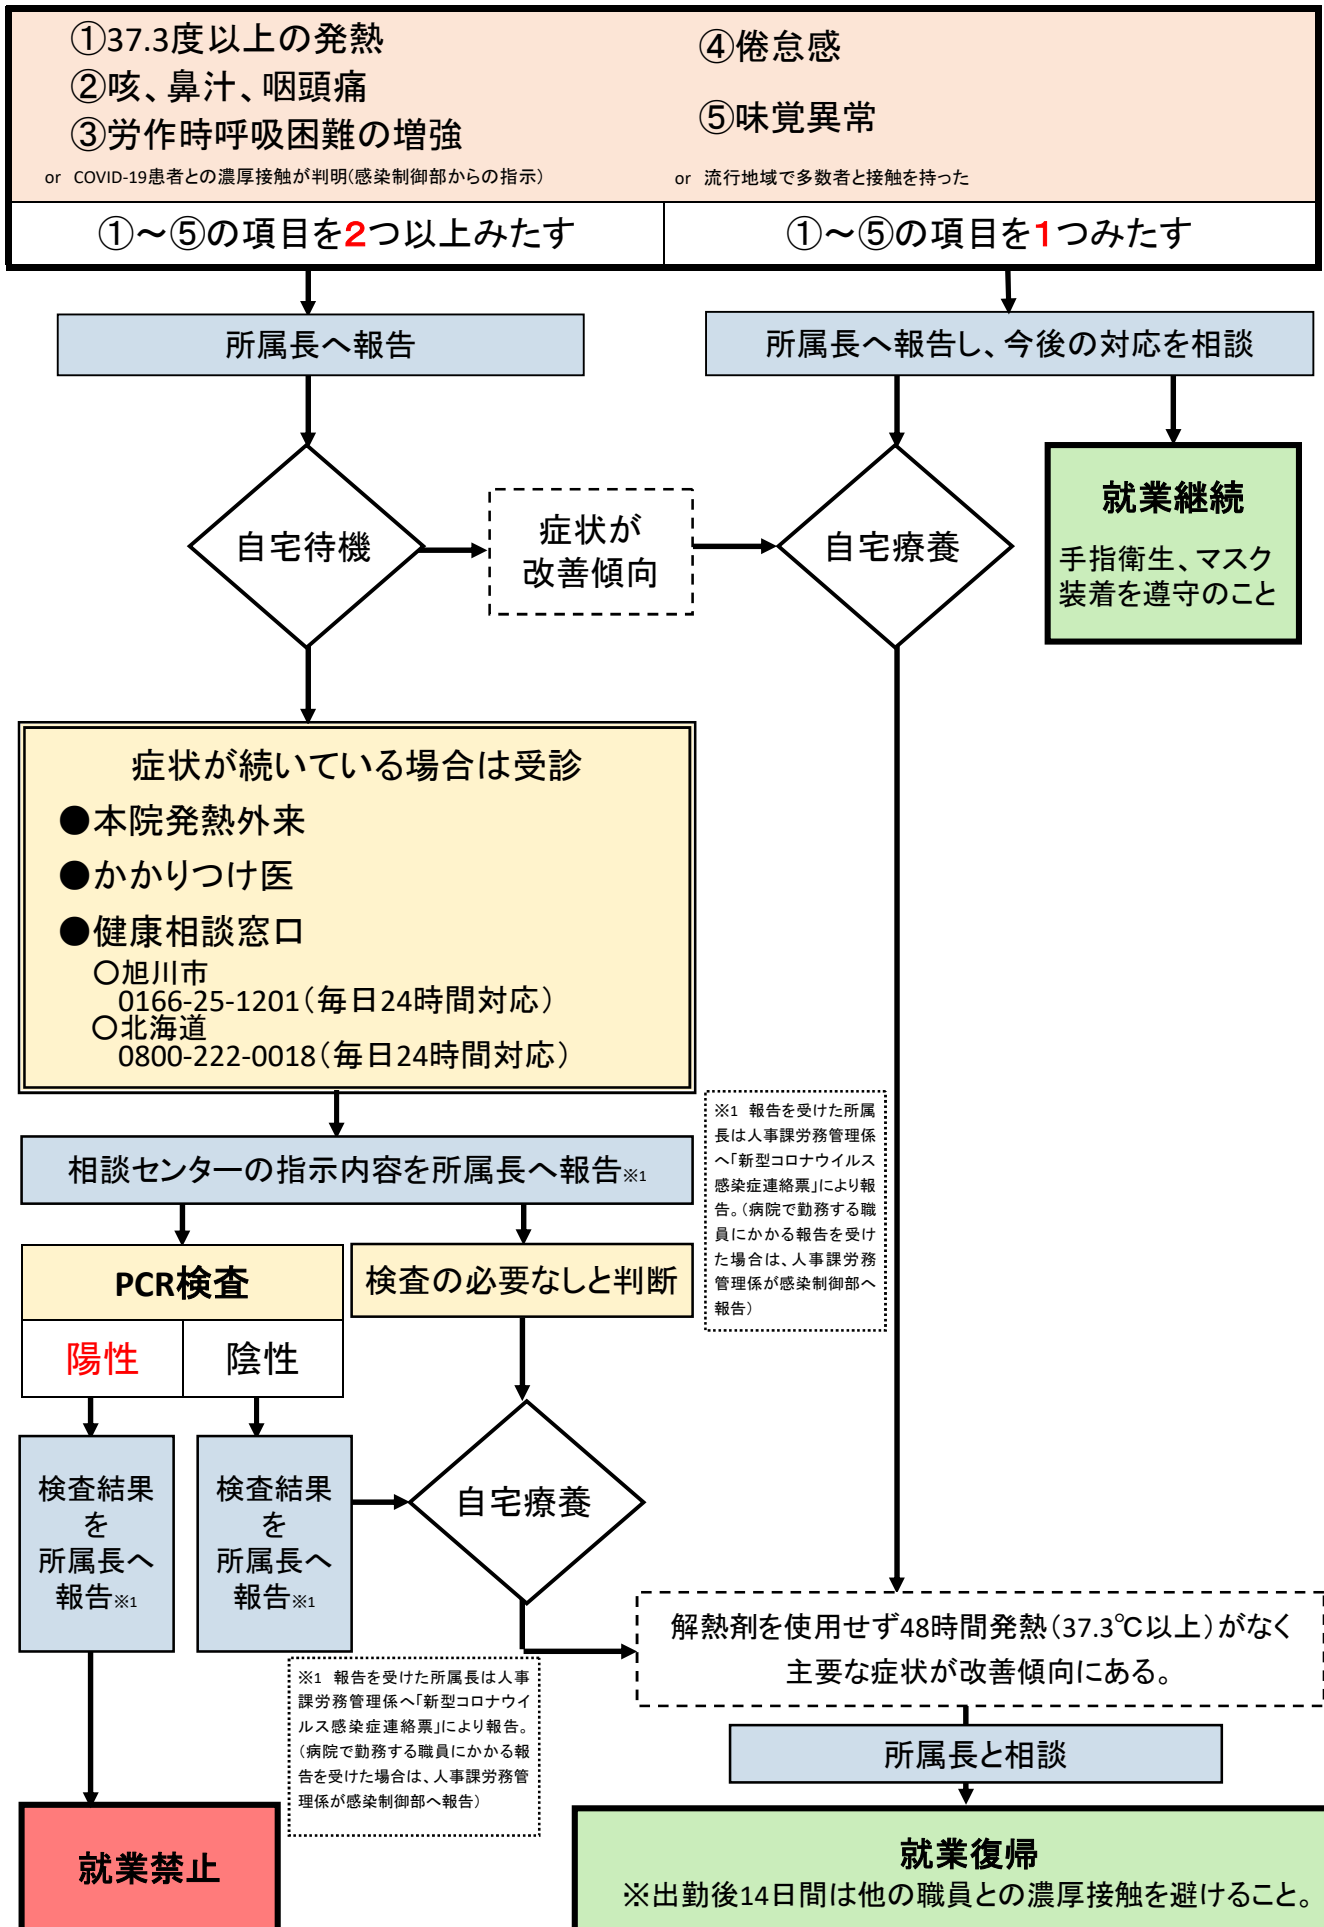 ①37.3度以上の発熱
②咳、鼻汁、咽頭痛
③労作時呼吸困難の増強
or COVID-19患者との濃厚接触が判明(感染制御部からの指示)
④倦怠感
⑤味覚異常
or 流行地域で多数者と接触を持った
①～⑤の項目を2つ以上みたす
①～⑤の項目を1つみたす
所属長へ報告
所属長へ報告し、今後の対応を相談
自宅待機
症状が
改善傾向
自宅療養
就業継続
手指衛生、マスク
装着を遵守のこと
症状が続いている場合は受診
●本院発熱外来
●かかりつけ医
●健康相談窓口
○旭川市
0166-25-1201(毎日24時間対応)
○北海道
0800-222-0018(毎日24時間対応)
※1 報告を受けた所属
長は人事課労務管理係
へ「新型コロナウイルス
感染症連絡票」により報
告。(病院で勤務する職
員にかかる報告を受け
た場合は、人事課労務
管理係が感染制御部へ
報告)
相談センターの指示内容を所属長へ報告※1
PCR検査
検査の必要なしと判断
陽性
陰性
検査結果
を
所属長へ
報告※1
検査結果
を
所属長へ
報告※1
自宅療養
解熱剤を使用せず48時間発熱(37.3℃以上)がなく
主要な症状が改善傾向にある。
※1 報告を受けた所属長は人事
課労務管理係へ「新型コロナウイ
ルス感染症連絡票」により報告。
(病院で勤務する職員にかかる報
告を受けた場合は、人事課労務管
理係が感染制御部へ報告)
所属長と相談
就業禁止
就業復帰
※出勤後14日間は他の職員との濃厚接触を避けること。